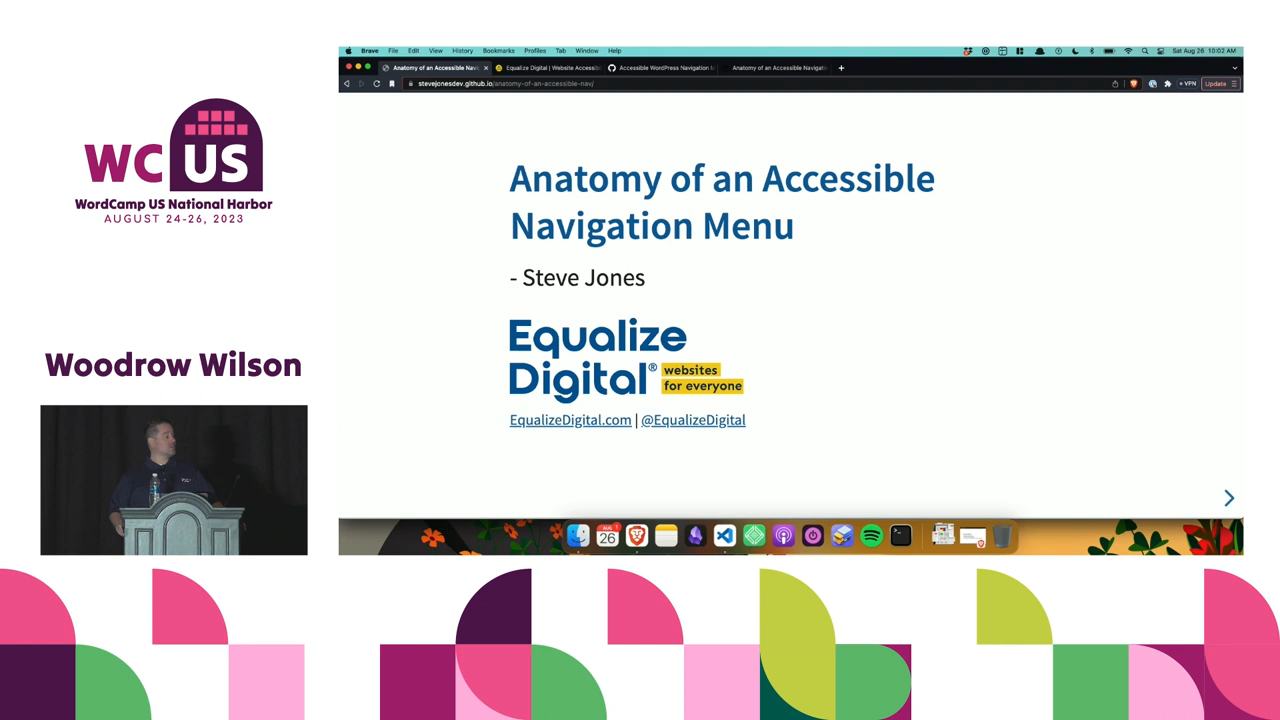 WC US
WordCamp US National Harbor
AUGUST 24-26, 2023
Woodrow Wilson
Brave File Edit View History Bookmarks Profiles Tab Window Help
Sat Aug 26 10:02 AM
Anatomy of an Accessible Navi
Equalize Digital | Website Accessib
Accessible WordPress Navigation M
Anatomy of an Accessible Navigati
stevejonesdev.github.io/anatomy-of-an-accessible-nav/
VPN
Update
Anatomy of an Accessible
Navigation Menu
- Steve Jones
Equalize
Digital® websites
for everyone
EqualizeDigital.com | @EqualizeDigital
AUG
26